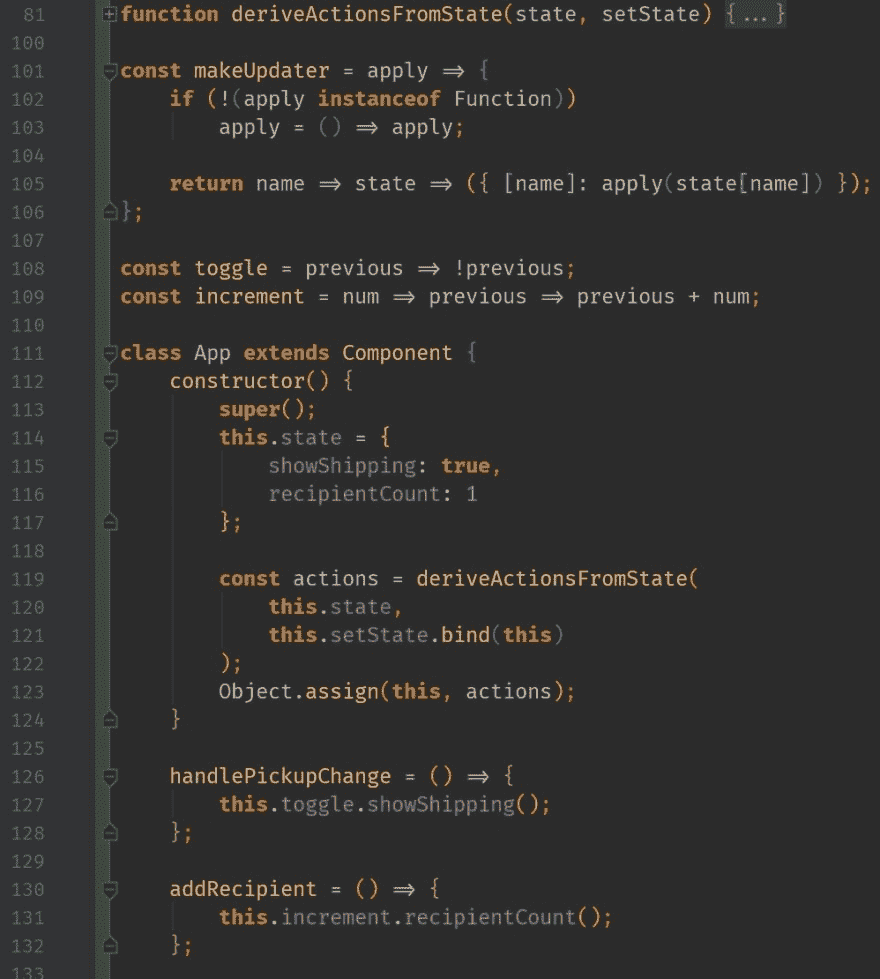 81 function deriveActionsFromState(state, setState) {...}
100
101 const makeUpdater = apply => {
102     if (!(apply instanceof Function))
103         apply = () => apply;
104
105     return name => state => ({ [name]: apply(state[name]) });
106 };
107
108 const toggle = previous => !previous;
109 const increment = num => previous => previous + num;
110
111 class App extends Component {
112     constructor() {
113         super();
114         this.state = {
115             showShipping: true,
116             recipientCount: 1
117         };
118
119         const actions = deriveActionsFromState(
120             this.state,
121             this.setState.bind(this)
122         );
123         Object.assign(this, actions);
124     }
125
126     handlePickupChange = () => {
127         this.toggle.showShipping();
128     };
129
130     addRecipient = () => {
131         this.increment.recipientCount();
132     };
133